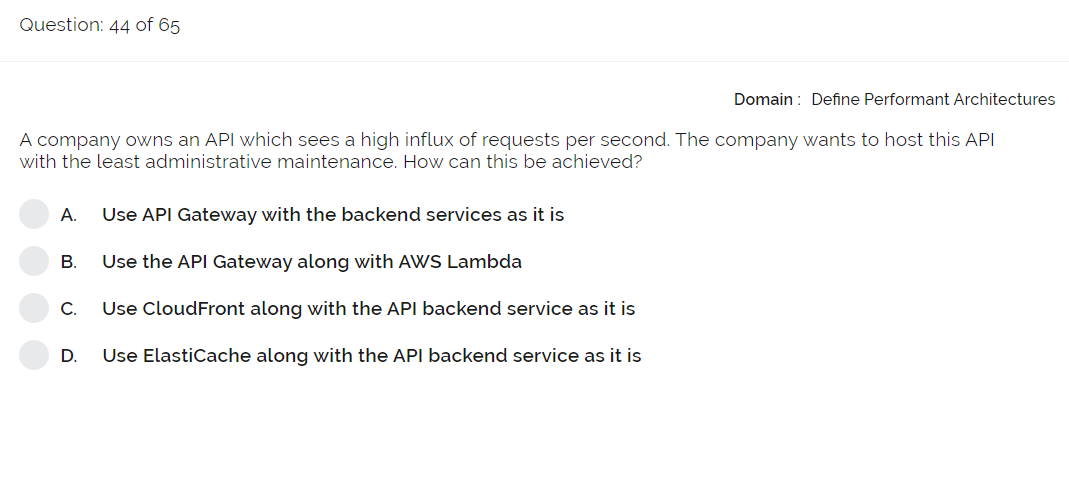 Question: 44 of 65
Domain : Define Performant Architectures
A company owns an API which sees a high influx of requests per second. The company wants to host this API
with the least administrative maintenance. How can this be achieved?
A. Use API Gateway with the backend services as it is
B. Use the API Gateway along with AWS Lambda
C. Use CloudFront along with the API backend service as it is
D. Use ElastiCache along with the API backend service as it is